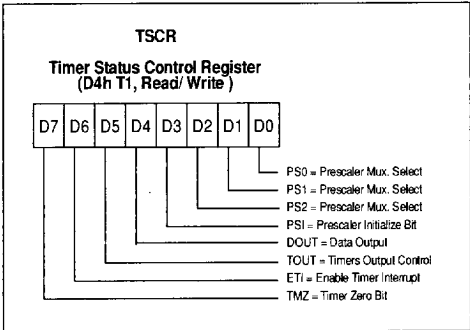 TSCR
Timer Status Control Register
(D4h T1, Read/ Write )
D7 D6 D5 D4 D3 D2 D1 D0
PS0 = Prescaler Mux. Select
PS1 = Prescaler Mux. Select
PS2 = Prescaler Mux. Select
PSI = Prescaler Initialize Bit
DOUT = Data Output
TOUT = Timers Output Control
ETI = Enable Timer Interrupt
TMZ = Timer Zero Bit